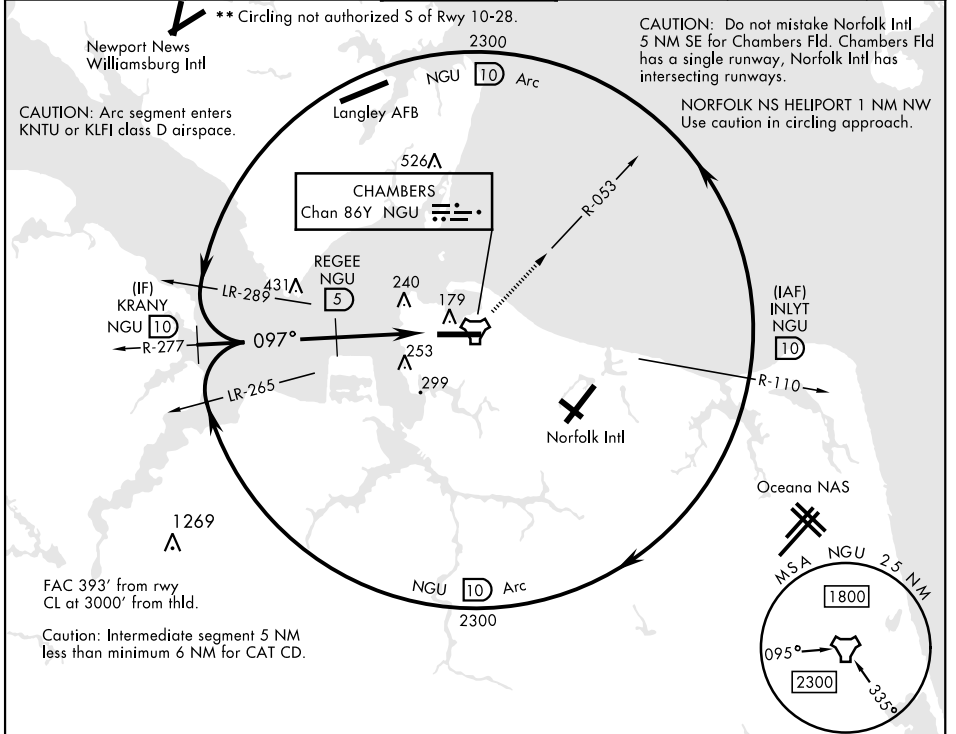 ** Circling not authorized S of Rwy 10-28.
Newport News
Williamsburg Intl
CAUTION: Do not mistake Norfolk Intl
5 NM SE for Chambers Fld. Chambers Fld
has a single runway, Norfolk Intl has
intersecting runways.
NORFOLK NS HELIPORT 1 NM NW
Use caution in circling approach.
2300
NGU 10 Arc
Langley AFB
CAUTION: Arc segment enters
KNTU or KLFI class D airspace.
526
CHAMBERS
Chan 86Y NGU
R-053
REGEE
NGU
5
LR-289
431
240
179
(IF)
KRANY
NGU 10
R-277
097°
(IAF)
INLYT
NGU
10
253
299
LR-265
R-110
Norfolk Intl
Oceana NAS
1269
FAC 393' from rwy
CL at 3000' from thld.
Caution: Intermediate segment 5 NM
less than minimum 6 NM for CAT CD.
NGU 10 Arc
2300
MSA NGU 25 NM
1800
095°
2300
335°